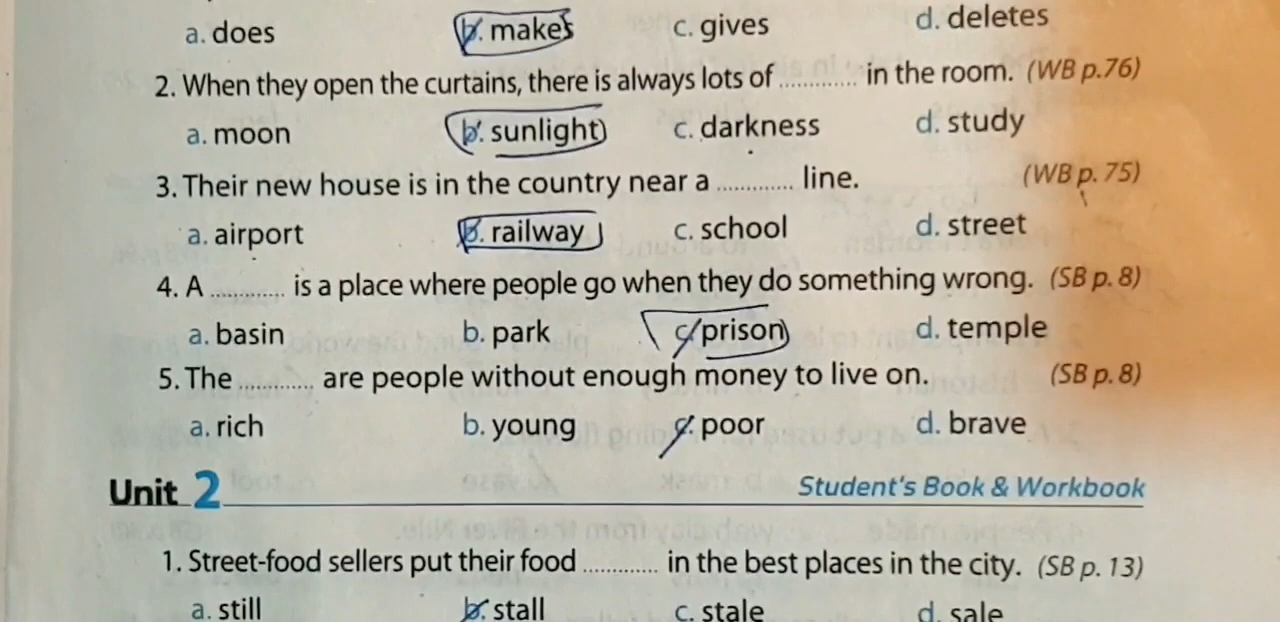 a. does b. makes c. gives d. deletes
2. When they open the curtains, there is always lots of ............ in the room. (WB p.76)
a. moon b. sunlight c. darkness d. study
3. Their new house is in the country near a ............ line. (WB p. 75)
a. airport b. railway c. school d. street
4. A ............ is a place where people go when they do something wrong. (SB p. 8)
a. basin b. park c. prison d. temple
5. The ............ are people without enough money to live on. (SB p. 8)
a. rich b. young c. poor d. brave
Unit 2 Student's Book & Workbook
1. Street-food sellers put their food ............ in the best places in the city. (SB p. 13)
a. still b. stall c. stale d. sale